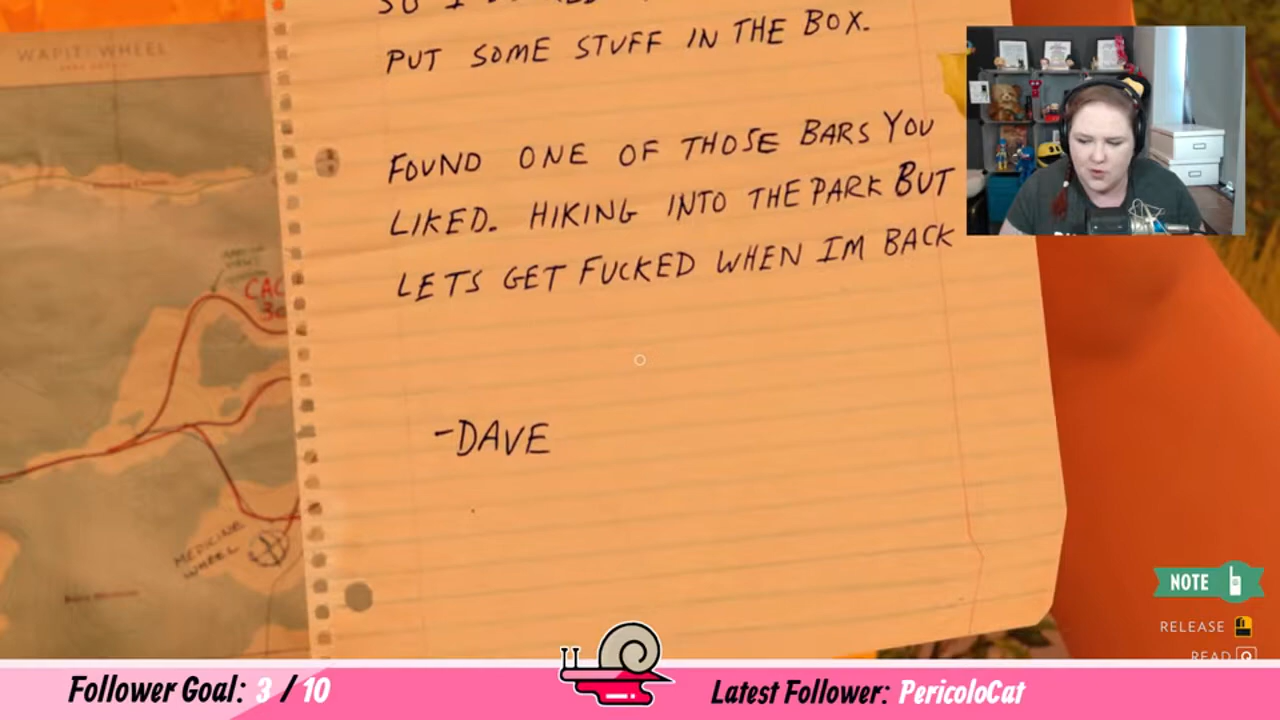 WAPITI WHEEL
SO I
PUT SOME STUFF IN THE BOX.
FOUND ONE OF THOSE BARS YOU
LIKED. HIKING INTO THE PARK BUT
LETS GET FUCKED WHEN IM BACK
-DAVE
MEDICINE
WHEEL
NOTE
RELEASE
READ
Follower Goal: 3 / 10
Latest Follower: PericoloCat